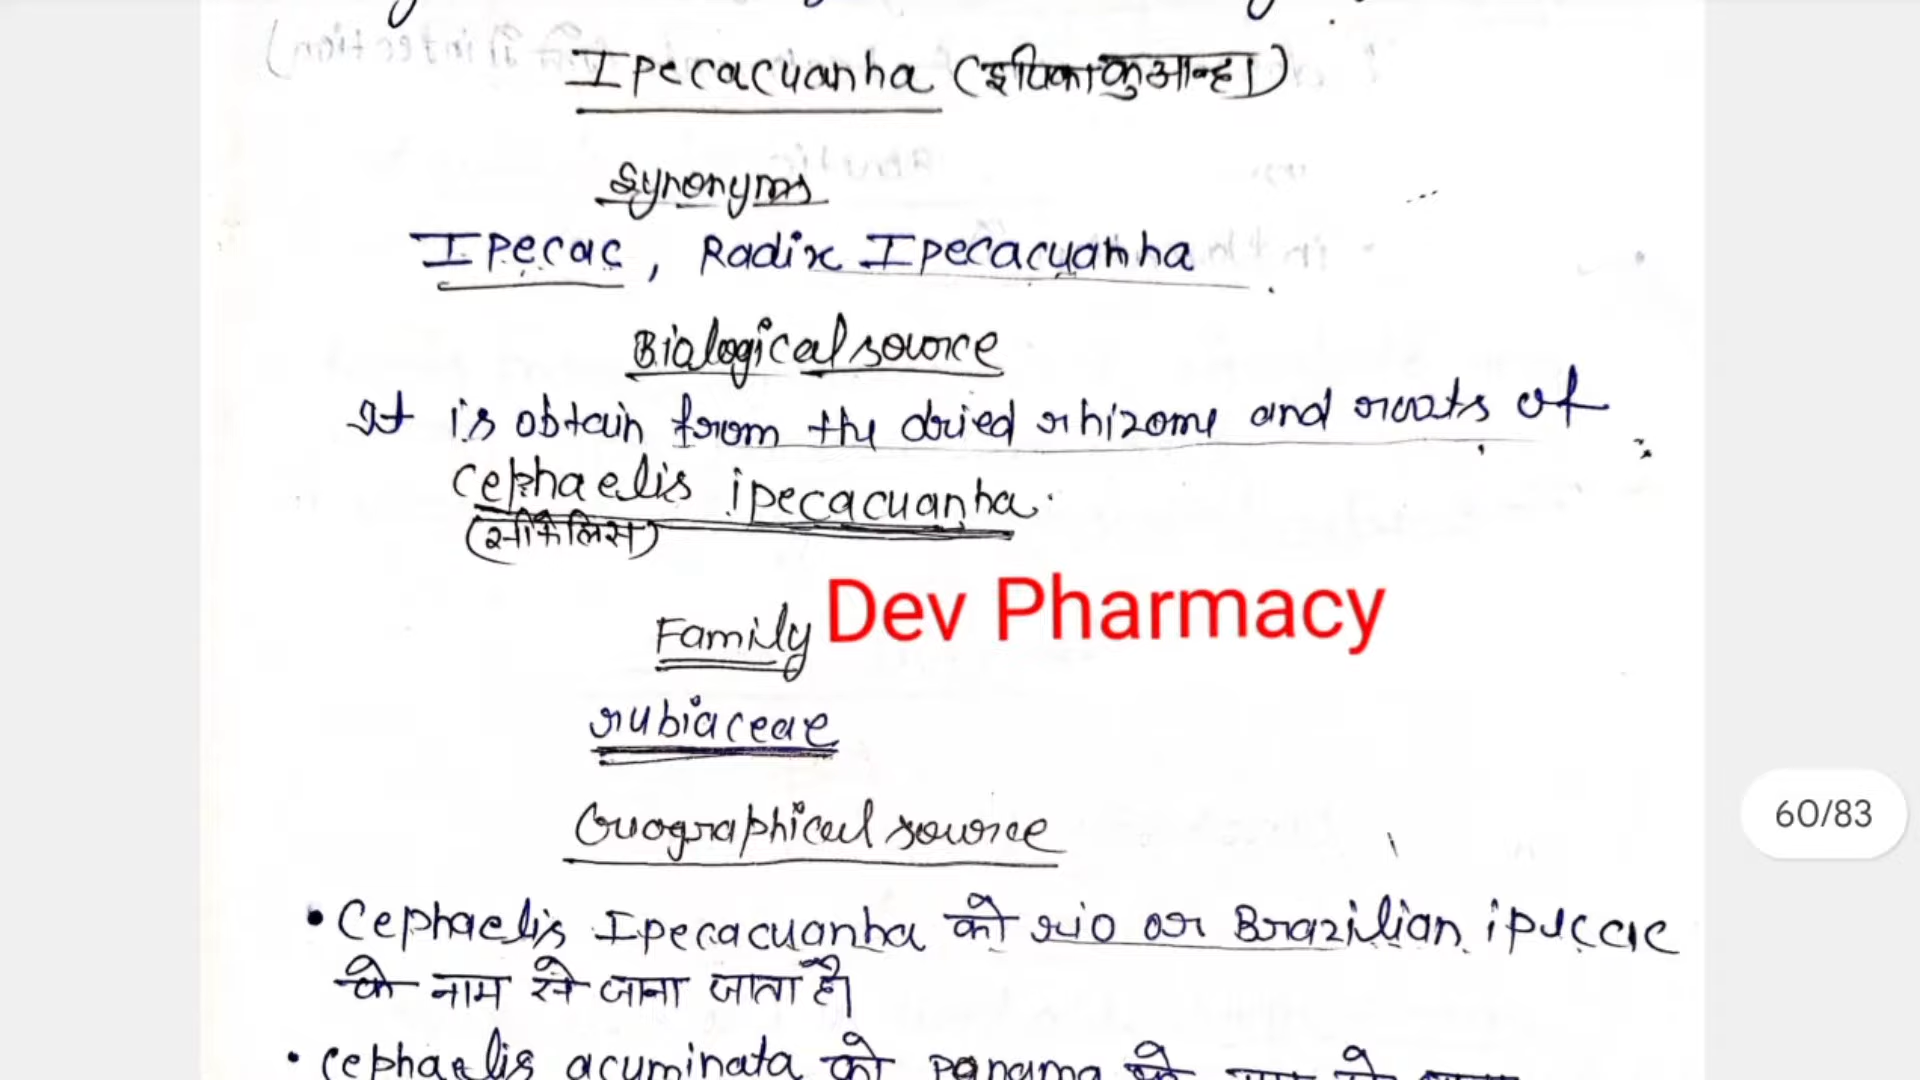 Ipecacuanha (इपिकाकुआन्हा)
Synonyms
Ipecac, Radix Ipecacuanha
Biological source
It is obtain from the dried rhizome and roots of
cephaelis ipecacuanha.
(सीफेलिस)
Dev Pharmacy
Family
rubiaceae
Geographical source
• Cephaelis Ipecacuanha को rio or Brazilian ipecac
के नाम से जाना जाता है।
• cephaelis acuminata को panama के नाम से जाना
60/83